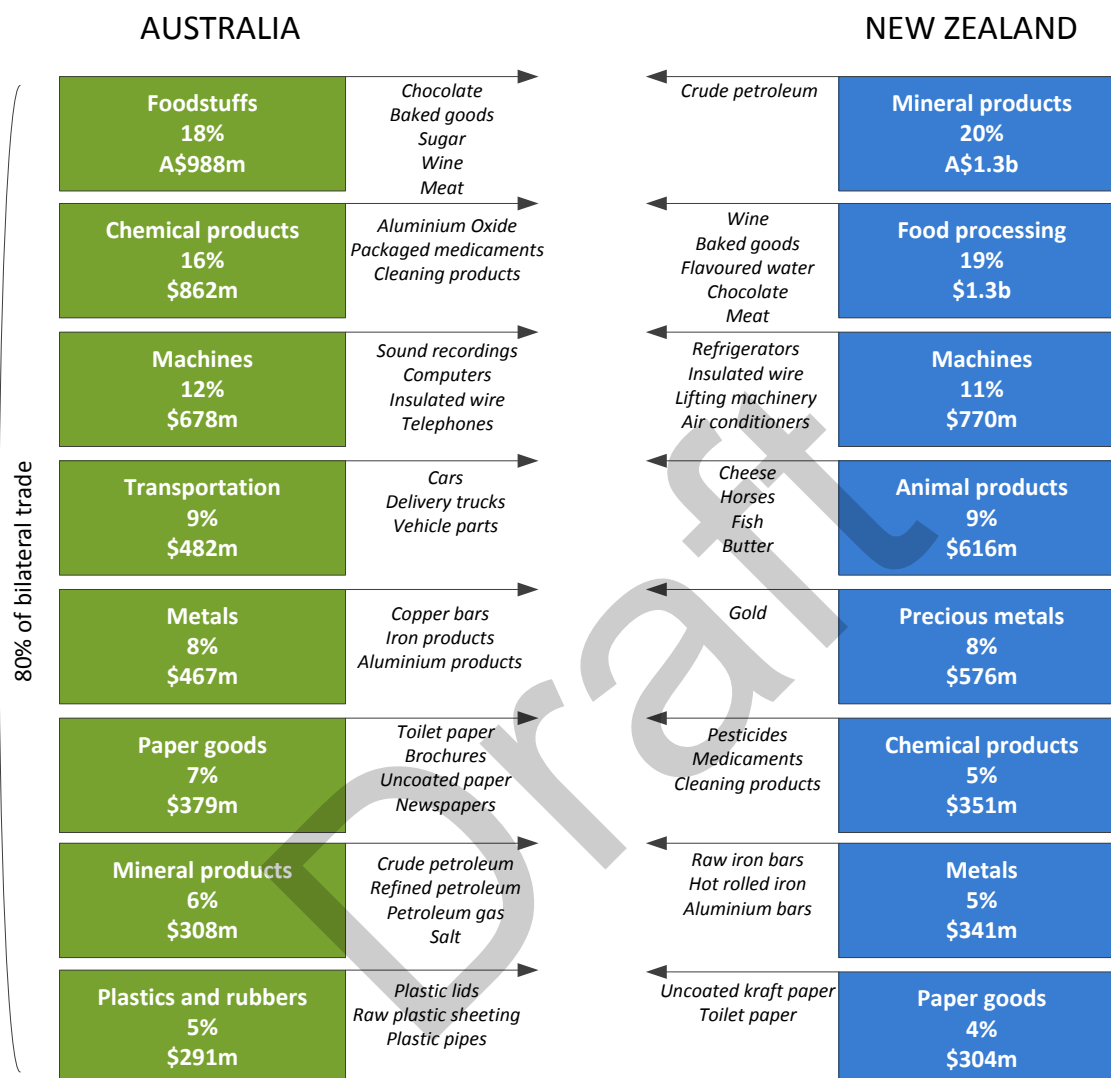 AUSTRALIA
NEW ZEALAND
80% of bilateral trade
Foodstuffs
18%
A$988m
Chocolate
Baked goods
Sugar
Wine
Meat
Crude petroleum
Mineral products
20%
A$1.3b
Chemical products
16%
$862m
Aluminium Oxide
Packaged medicaments
Cleaning products
Wine
Baked goods
Flavoured water
Chocolate
Meat
Food processing
19%
$1.3b
Machines
12%
$678m
Sound recordings
Computers
Insulated wire
Telephones
Refrigerators
Insulated wire
Lifting machinery
Air conditioners
Machines
11%
$770m
Transportation
9%
$482m
Cars
Delivery trucks
Vehicle parts
Cheese
Horses
Fish
Butter
Animal products
9%
$616m
Metals
8%
$467m
Copper bars
Iron products
Aluminium products
Gold
Precious metals
8%
$576m
Paper goods
7%
$379m
Toilet paper
Brochures
Uncoated paper
Newspapers
Pesticides
Medicaments
Cleaning products
Chemical products
5%
$351m
Mineral products
6%
$308m
Crude petroleum
Refined petroleum
Petroleum gas
Salt
Raw iron bars
Hot rolled iron
Aluminium bars
Metals
5%
$341m
Plastics and rubbers
5%
$291m
Plastic lids
Raw plastic sheeting
Plastic pipes
Uncoated kraft paper
Toilet paper
Paper goods
4%
$304m
Draft